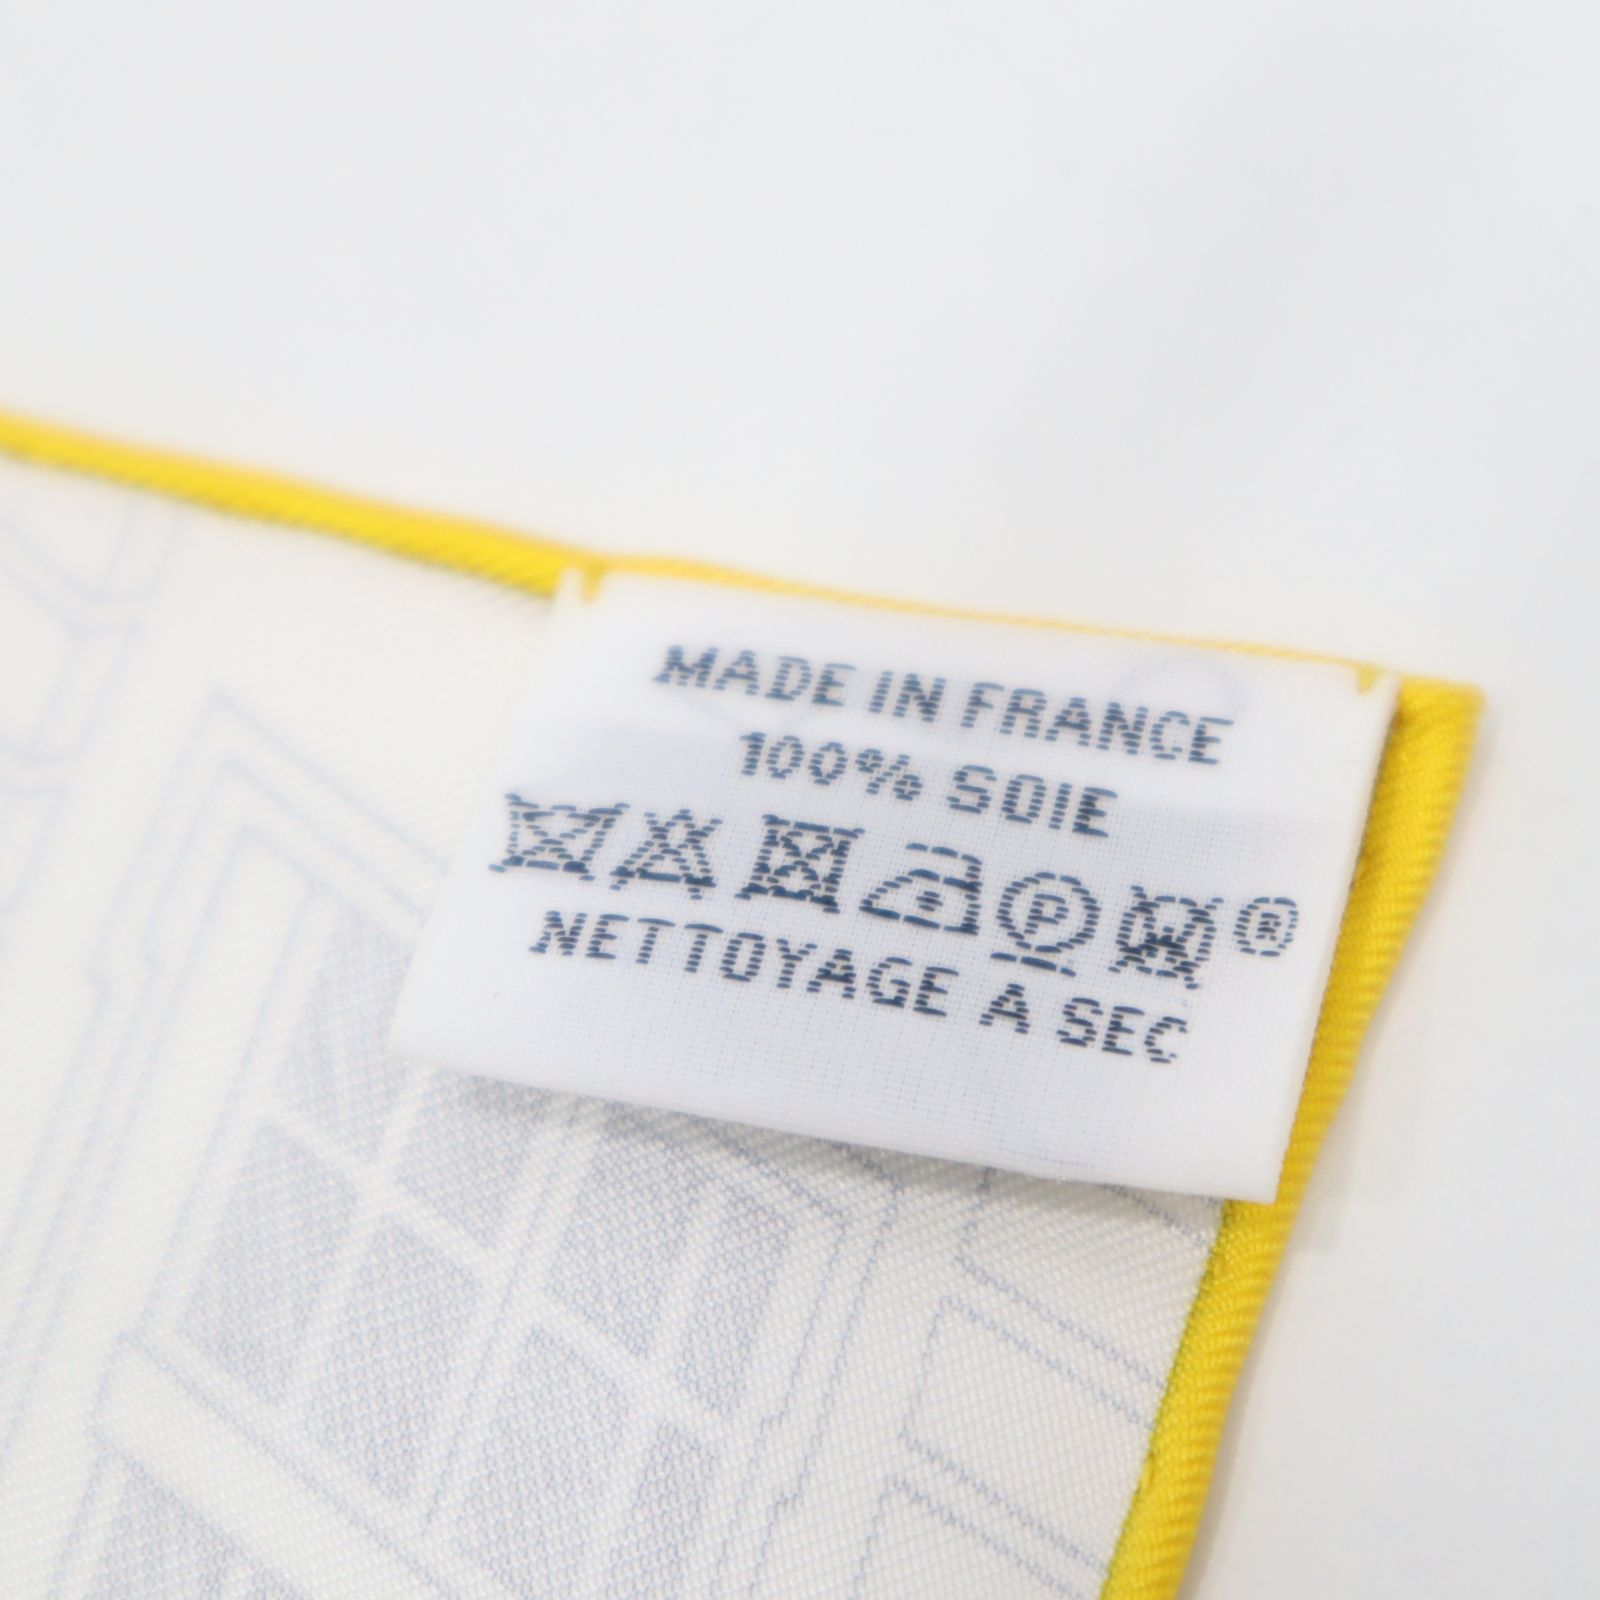 MADE IN FRANCE
100% SOIE
P ®
NETTOYAGE A SEC